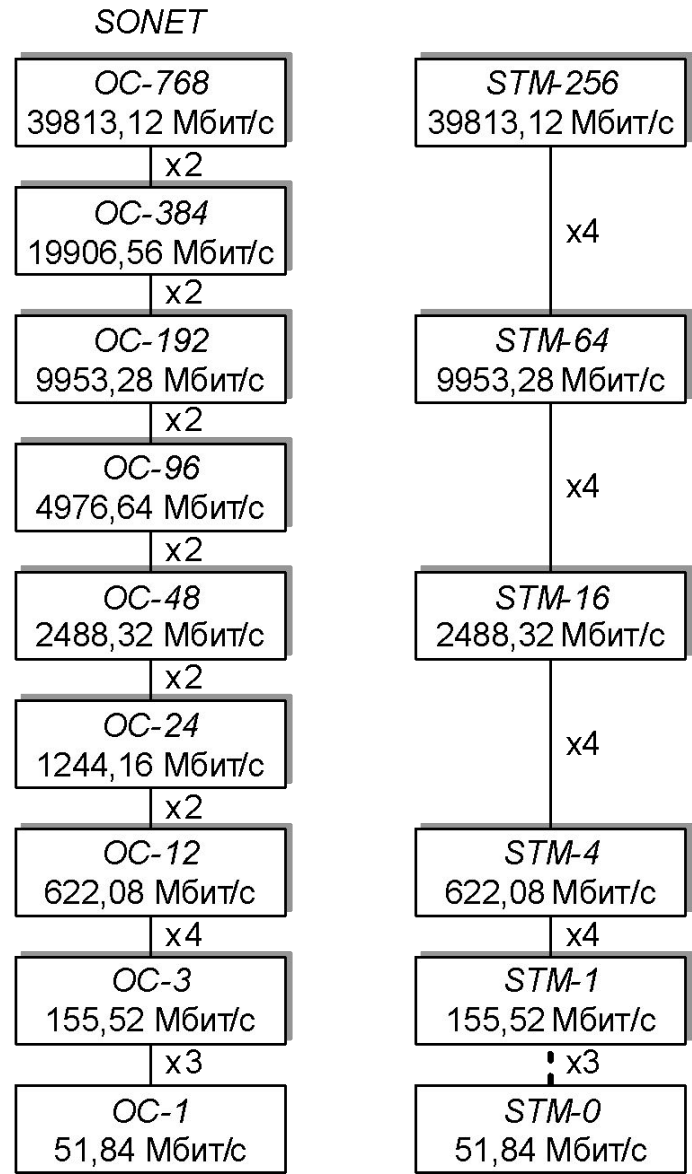 SONET
OC-768
39813,12 Мбит/с
x2
OC-384
19906,56 Мбит/с
x2
OC-192
9953,28 Мбит/с
x2
OC-96
4976,64 Мбит/с
x2
OC-48
2488,32 Мбит/с
x2
OC-24
1244,16 Мбит/с
x2
OC-12
622,08 Мбит/с
x4
OC-3
155,52 Мбит/с
x3
OC-1
51,84 Мбит/с
STM-256
39813,12 Мбит/с
x4
STM-64
9953,28 Мбит/с
x4
STM-16
2488,32 Мбит/с
x4
STM-4
622,08 Мбит/с
x4
STM-1
155,52 Мбит/с
x3
STM-0
51,84 Мбит/с